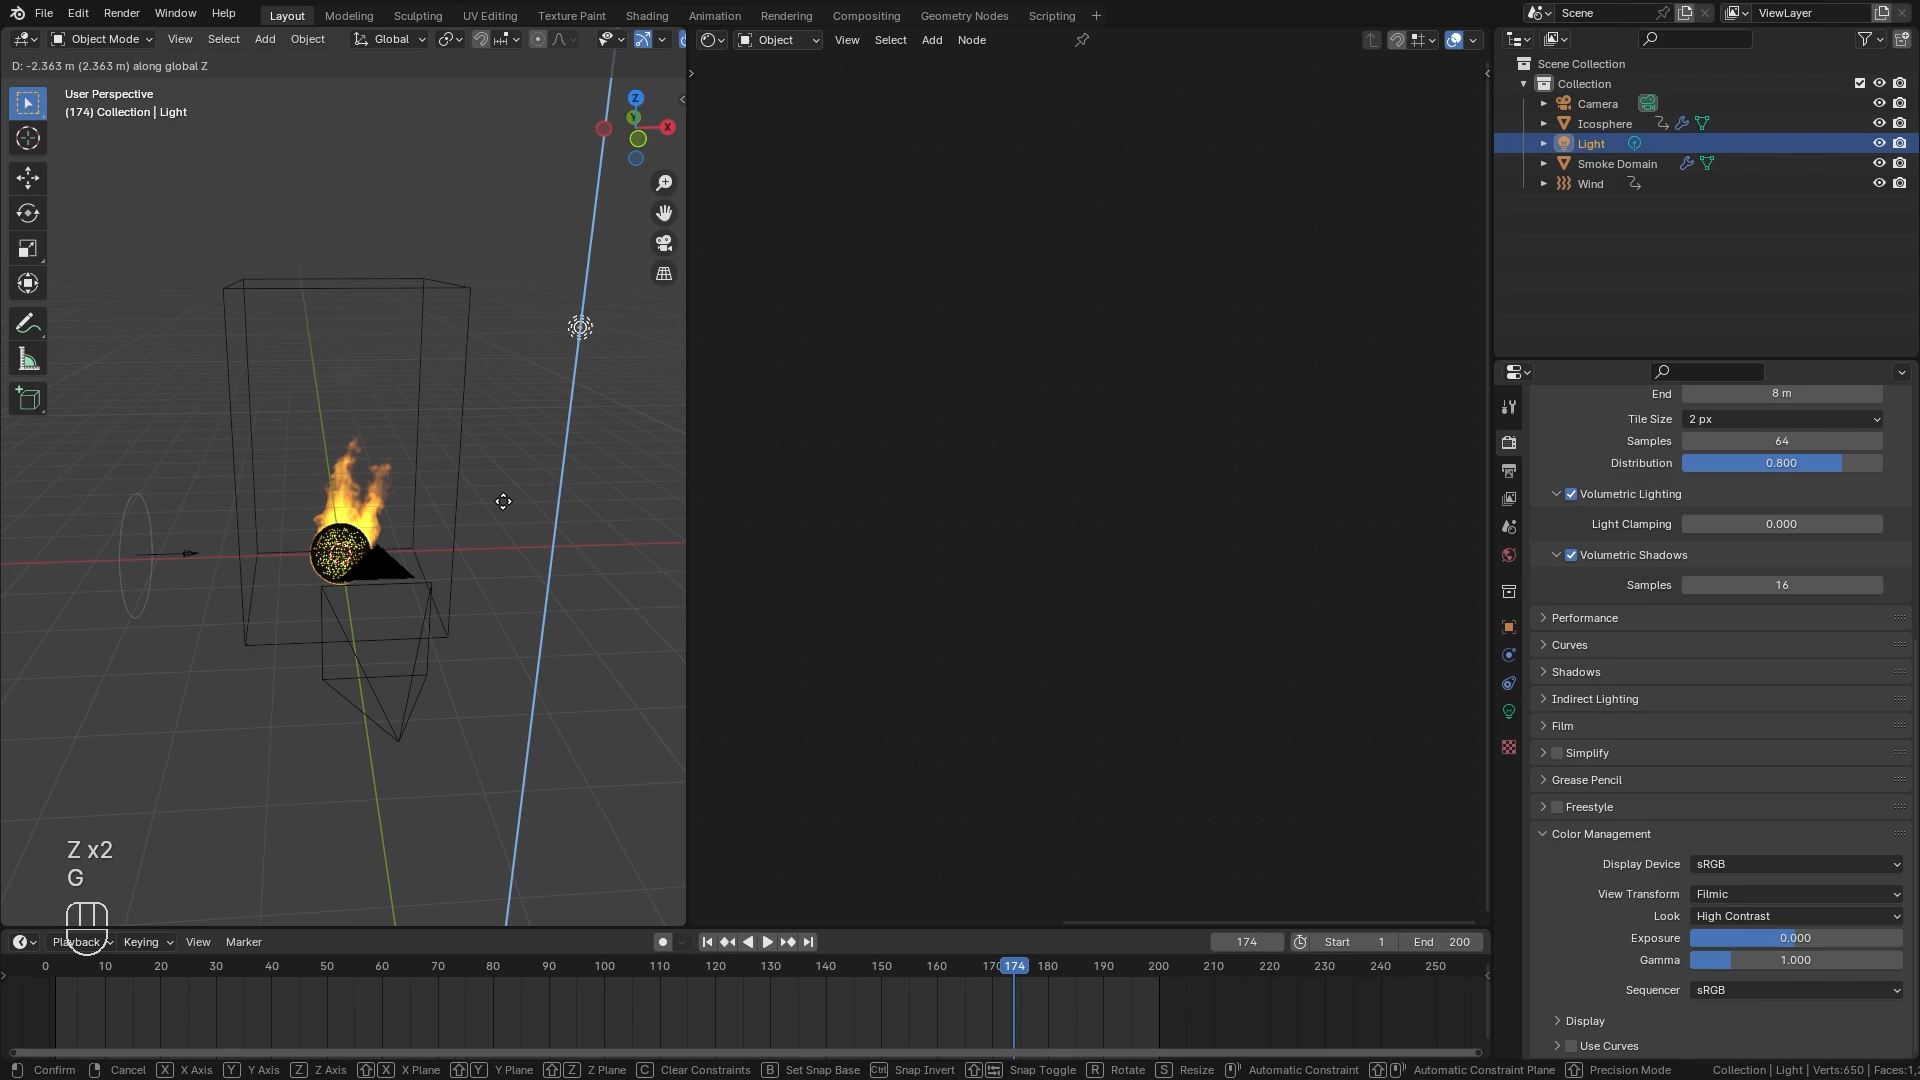 File Edit Render Window Help Layout Modeling Sculpting UV Editing Texture Paint Shading Animation Rendering Compositing Geometry Nodes Scripting + Scene ViewLayer
Object Mode View Select Add Object Global Object View Select Add Node
D: -2.363 m (2.363 m) along global Z
User Perspective
(174) Collection | Light
Z
Y
X
Scene Collection
Collection
Camera
Icosphere
Light
Smoke Domain
Wind
End 8 m
Tile Size 2 px
Samples 64
Distribution 0.800
Volumetric Lighting
Light Clamping 0.000
Volumetric Shadows
Samples 16
Performance
Curves
Shadows
Indirect Lighting
Film
Simplify
Grease Pencil
Freestyle
Color Management
Display Device sRGB
View Transform Filmic
Look High Contrast
Exposure 0.000
Gamma 1.000
Sequencer sRGB
Display
Use Curves
Z x2
G
Playback Keying View Marker 174 Start 1 End 200
0 10 20 30 40 50 60 70 80 90 100 110 120 130 140 150 160 170 174 180 190 200 210 220 230 240 250
Confirm Cancel X X Axis Y Y Axis Z Z Axis X X Plane Y Y Plane Z Z Plane C Clear Constraints B Set Snap Base Ctrl Snap Invert Snap Toggle R Rotate S Resize Automatic Constraint Automatic Constraint Plane Precision Mode Collection | Light | Verts:650 | Faces:1,